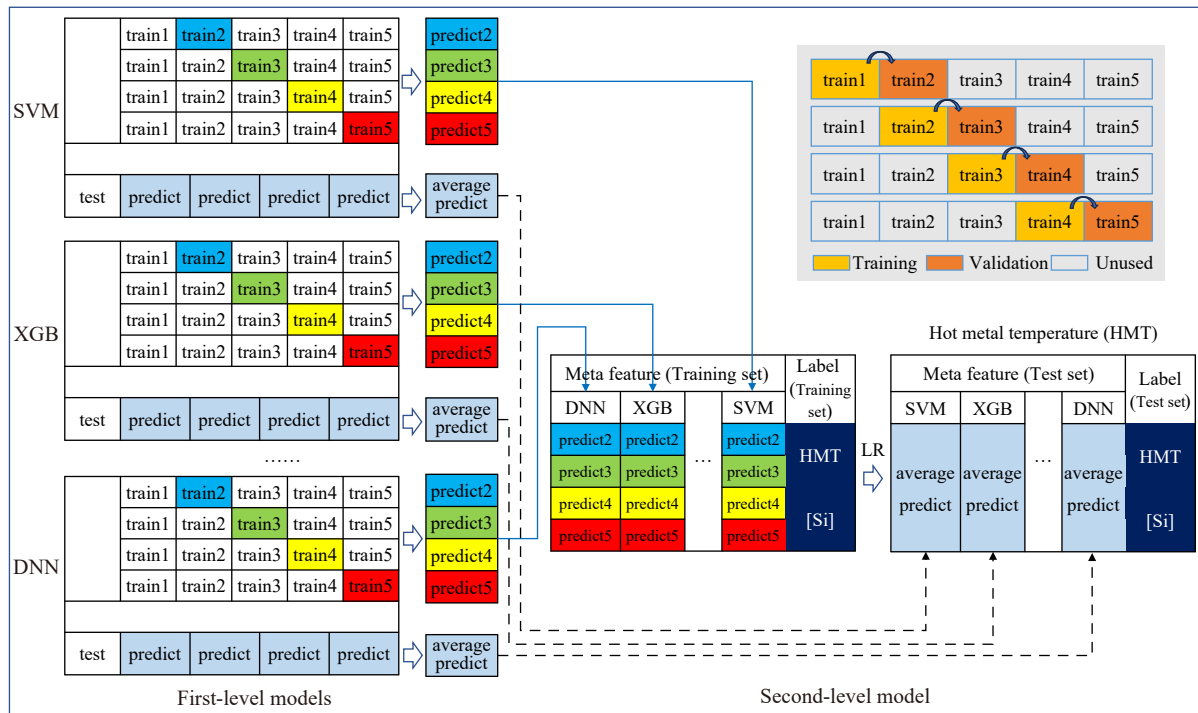 SVM
train1 train2 train3 train4 train5
train1 train2 train3 train4 train5
train1 train2 train3 train4 train5
train1 train2 train3 train4 train5
test predict predict predict predict
predict2
predict3
predict4
predict5
average
predict
XGB
train1 train2 train3 train4 train5
train1 train2 train3 train4 train5
train1 train2 train3 train4 train5
train1 train2 train3 train4 train5
test predict predict predict predict
predict2
predict3
predict4
predict5
average
predict
......
DNN
train1 train2 train3 train4 train5
train1 train2 train3 train4 train5
train1 train2 train3 train4 train5
train1 train2 train3 train4 train5
test predict predict predict predict
predict2
predict3
predict4
predict5
average
predict
First-level models
train1 train2 train3 train4 train5
train1 train2 train3 train4 train5
train1 train2 train3 train4 train5
train1 train2 train3 train4 train5
Training Validation Unused
Meta feature (Training set)
Label
(Training
set)
DNN XGB SVM
predict2 predict2 predict2
predict3 predict3 ... predict3
predict4 predict4 predict4
predict5 predict5 predict5
HMT
[Si]
LR
Hot metal temperature (HMT)
Meta feature (Test set)
Label
(Test set)
SVM XGB DNN
average average ... average
predict predict predict
HMT
[Si]
Second-level model